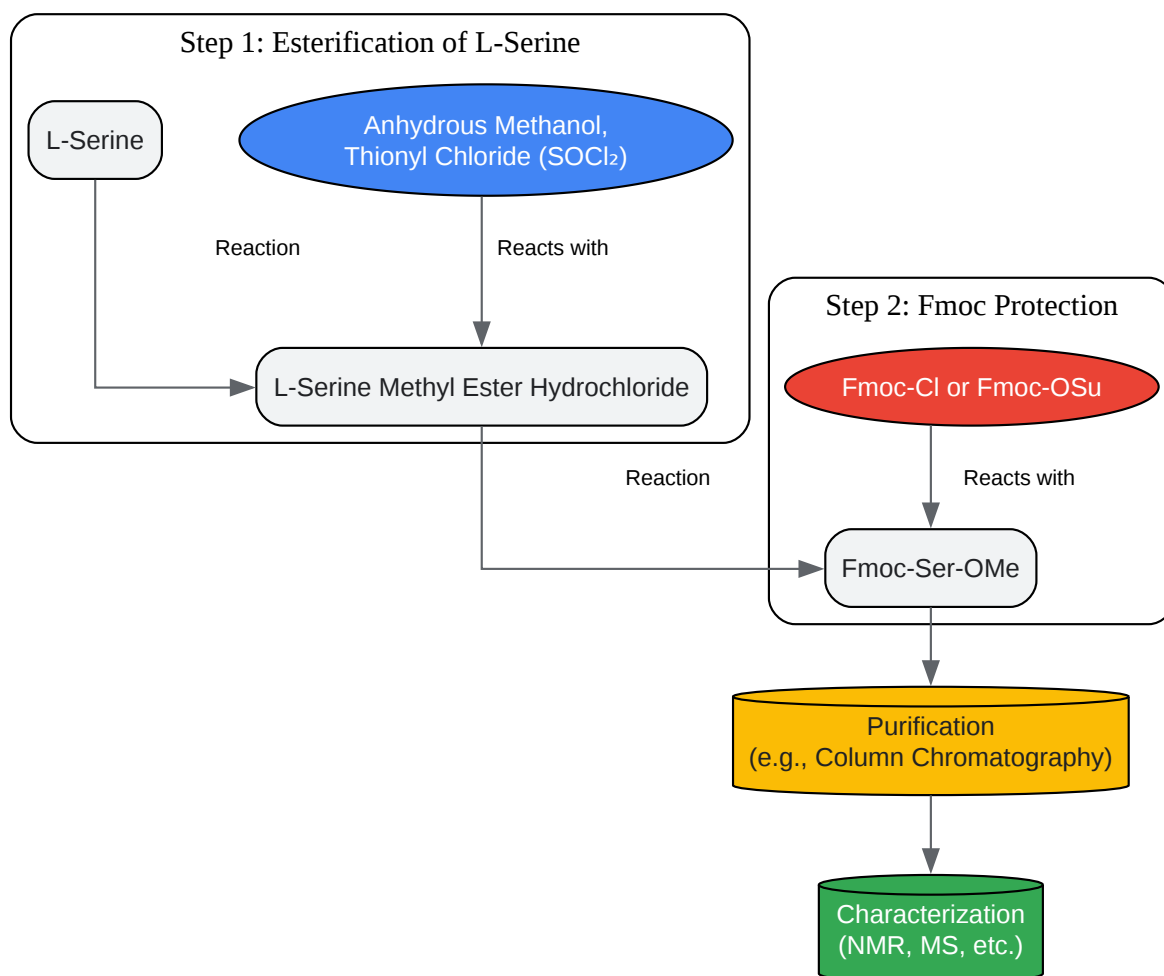 Step 1: Esterification of L-Serine
L-Serine
Anhydrous Methanol,
Thionyl Chloride (SOCl₂)
Reaction
Reacts with
L-Serine Methyl Ester Hydrochloride
Step 2: Fmoc Protection
Fmoc-Cl or Fmoc-OSu
Reaction
Reacts with
Fmoc-Ser-OMe
Purification
(e.g., Column Chromatography)
Characterization
(NMR, MS, etc.)